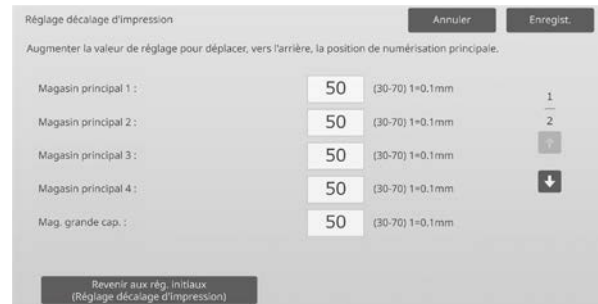 Réglage décalage d'impression
Annuler
Enregist.
Augmenter la valeur de réglage pour déplacer, vers l'arrière, la position de numérisation principale.
Magasin principal 1 : 50 (30-70) 1=0.1mm
Magasin principal 2 : 50 (30-70) 1=0.1mm
Magasin principal 3 : 50 (30-70) 1=0.1mm
Magasin principal 4 : 50 (30-70) 1=0.1mm
Mag. grande cap. : 50 (30-70) 1=0.1mm
1
2
Revenir aux rég. initiaux
(Réglage décalage d'impression)